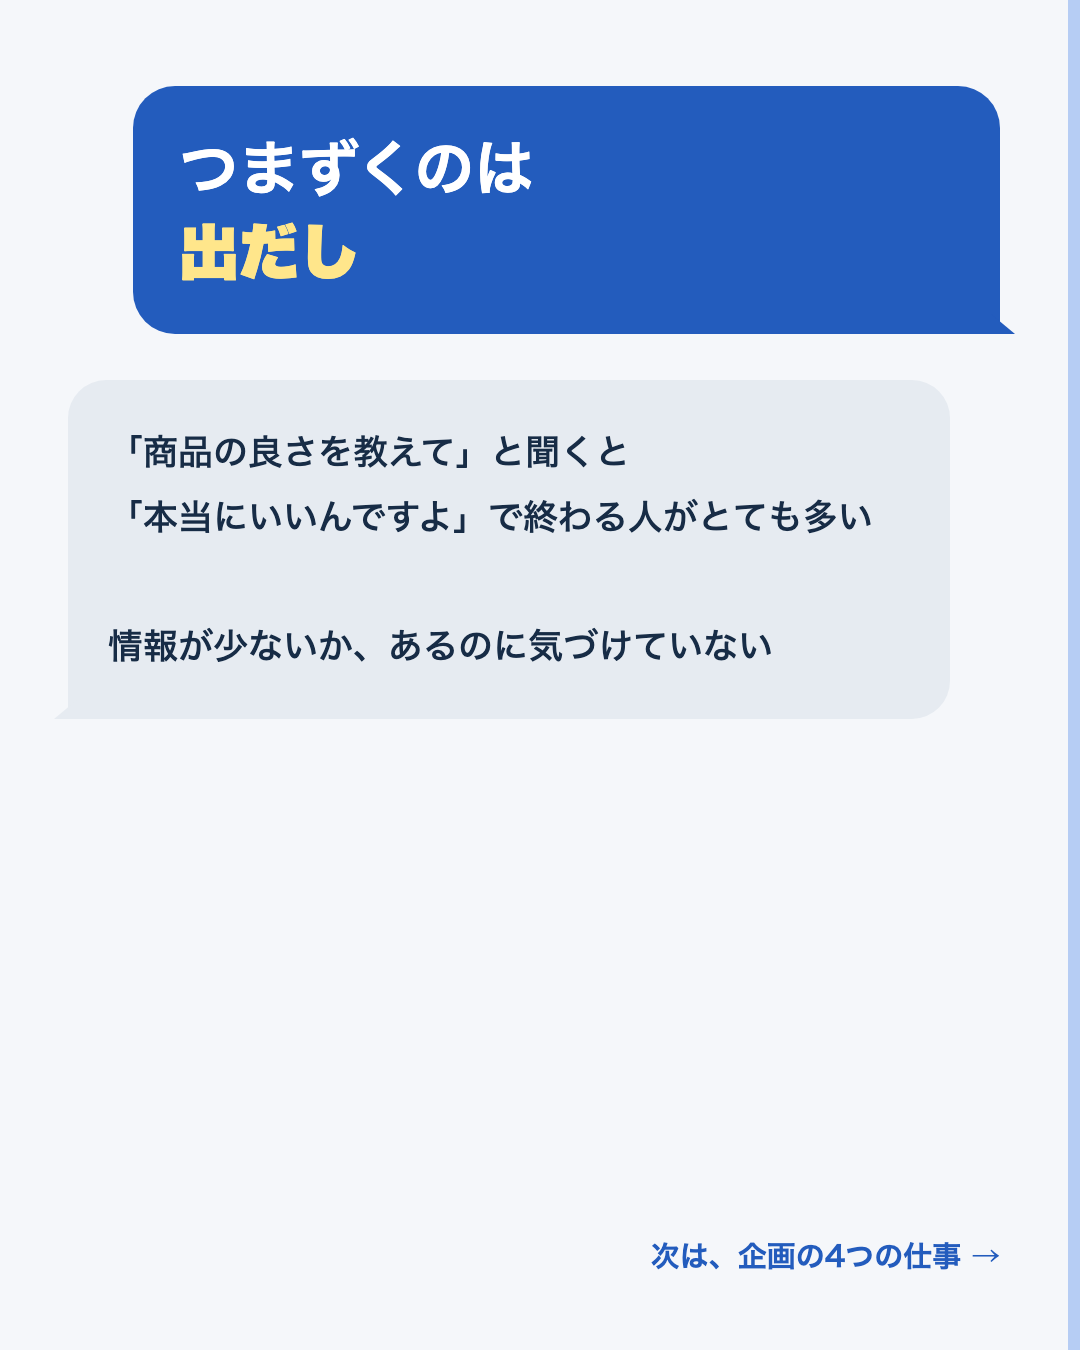 つまずくのは
出だし
「商品の良さを教えて」と聞くと
「本当にいいんですよ」で終わる人がとても多い
情報が少ないか、あるのに気づけていない
次は、企画の4つの仕事 →